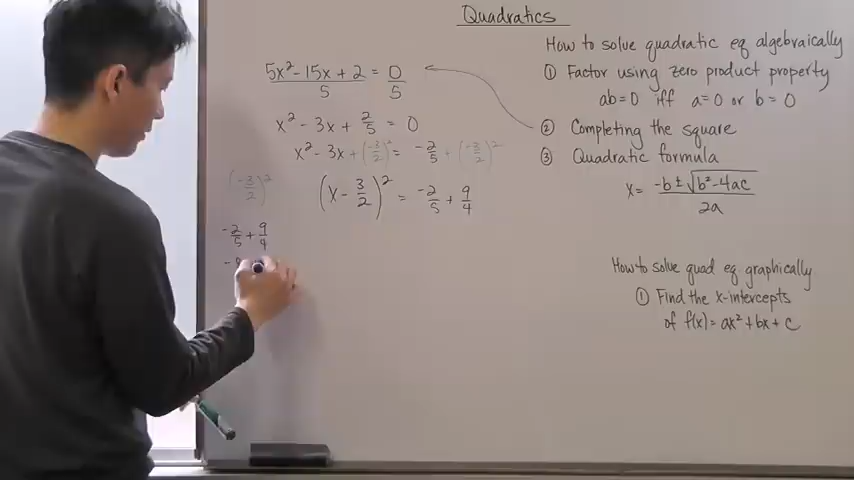 Quadratics
5x² - 15x + 2 = 0
5 5
x² - 3x + 2/5 = 0
x² - 3x + (-3/2)² = -2/5 + (-3/2)²
(-3/2)²
(x - 3/2)² = -2/5 + 9/4
-2/5 + 9/4
How to solve quadratic eq algebraically
① Factor using zero product property
ab=0 iff a=0 or b=0
② Completing the square
③ Quadratic formula
x = -b±√b²-4ac
2a
How to solve quad eq graphically
① Find the x-intercepts
of f(x) = ax² + bx + c